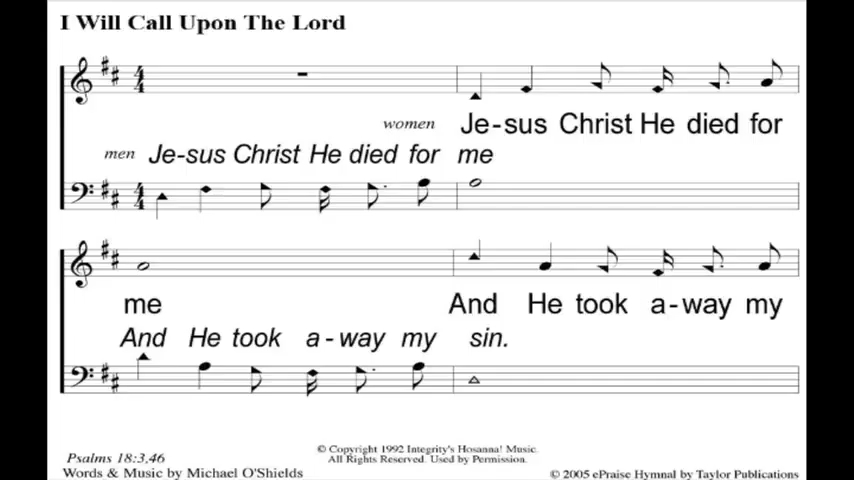 I Will Call Upon The Lord
women Je-sus Christ He died for
men Je-sus Christ He died for me
me And He took a-way my
And He took a-way my sin.
Psalms 18:3,46
Words & Music by Michael O'Shields
© Copyright 1992 Integrity's Hosanna! Music.
All Rights Reserved. Used by Permission.
© 2005 ePraise Hymnal by Taylor Publications